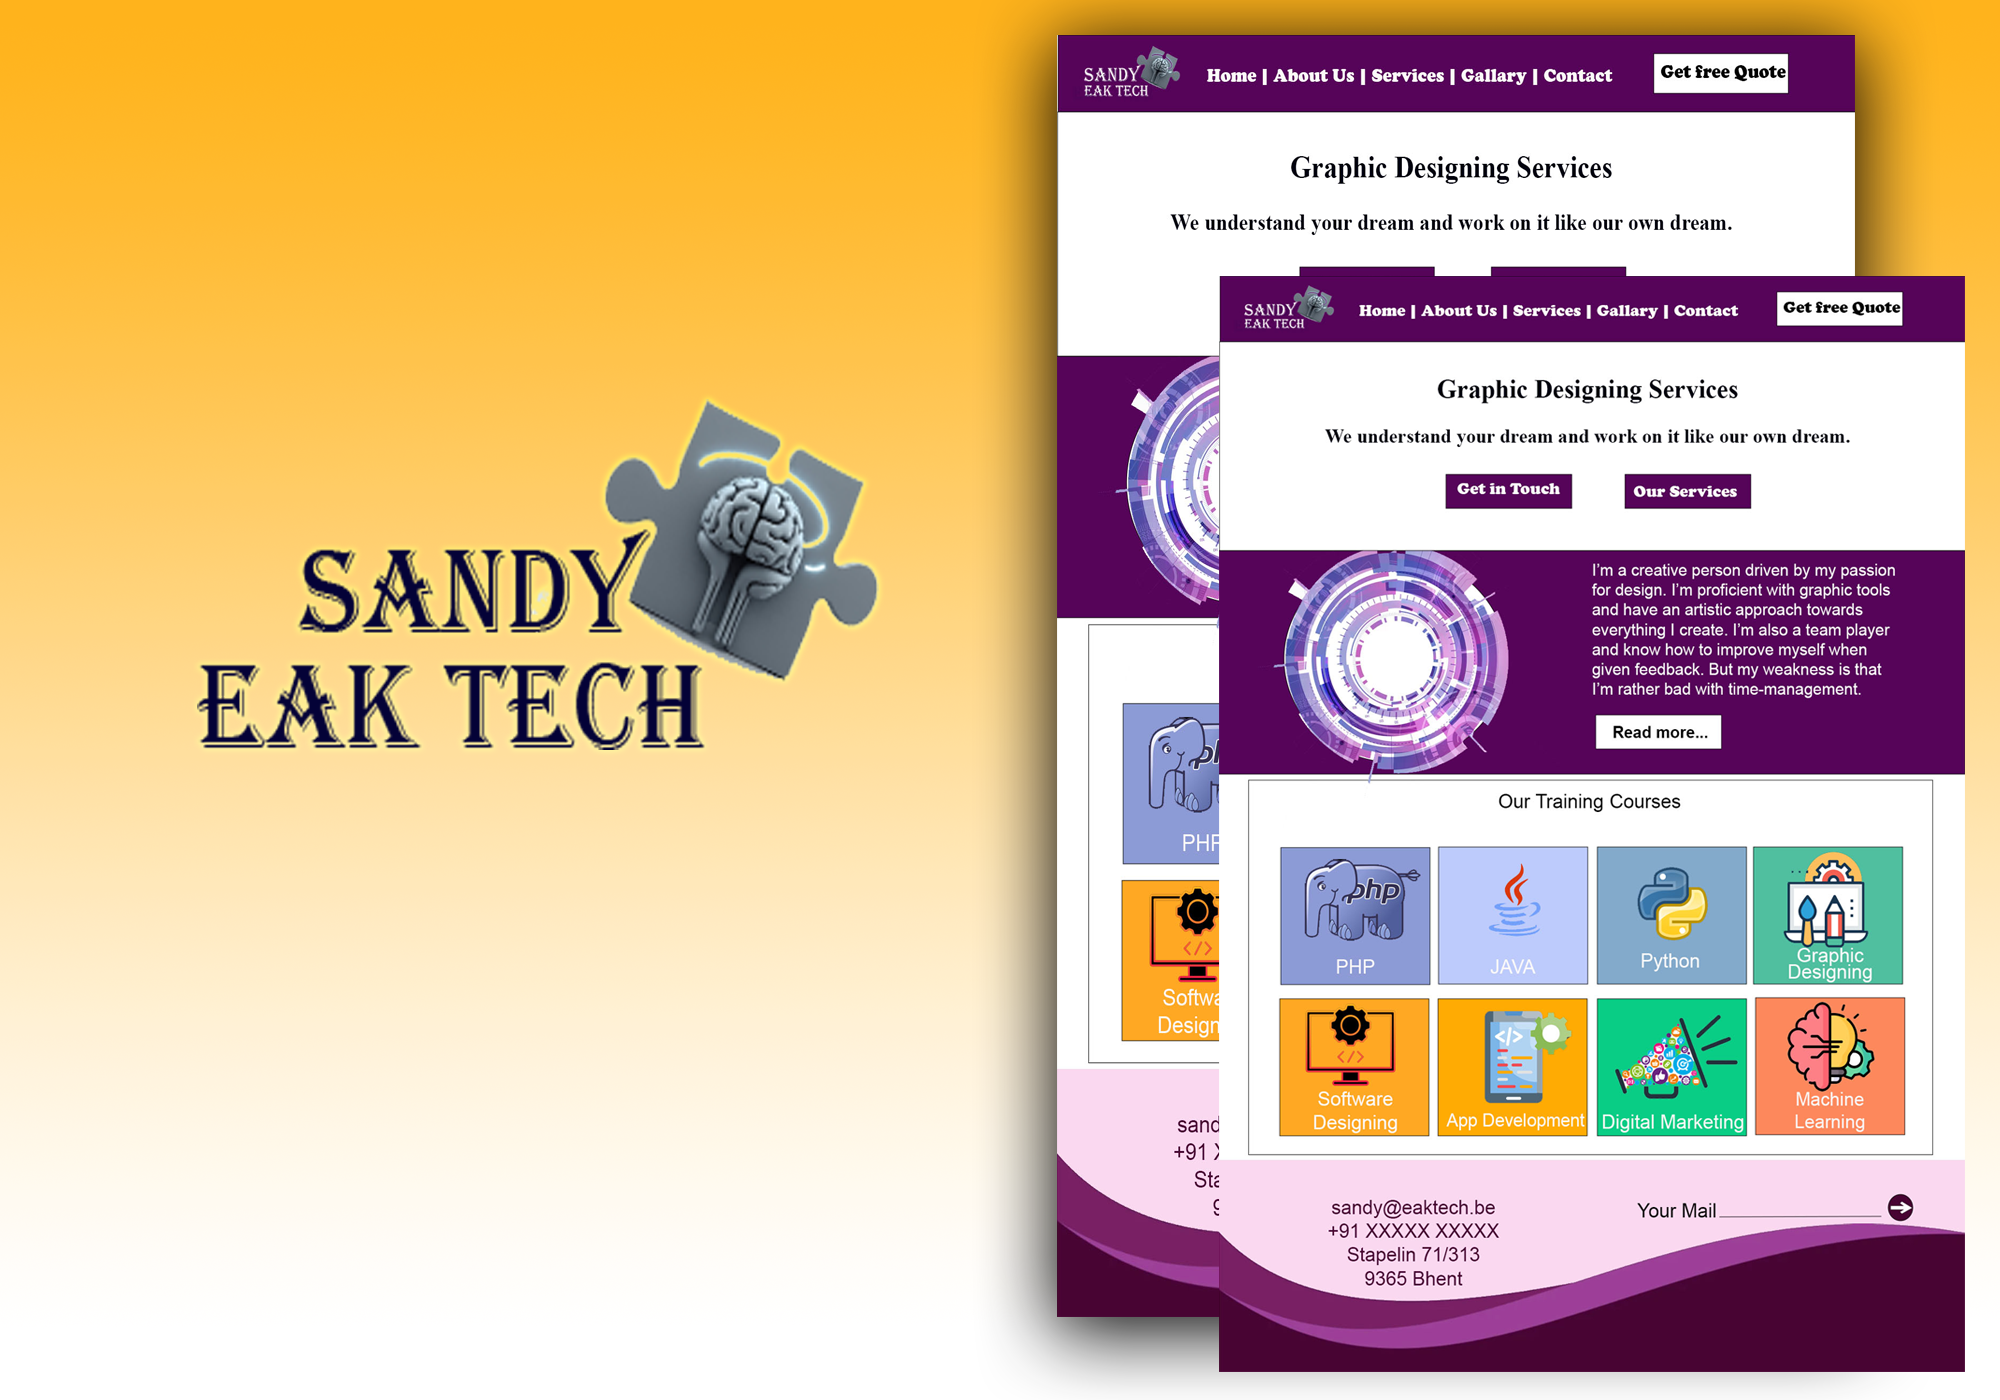 SANDY
EAK TECH
SANDY
EAK TECH
Home | About Us | Services | Gallary | Contact
Get free Quote
Graphic Designing Services
We understand your dream and work on it like our own dream.
PHP
SANDY
EAK TECH
Home | About Us | Services | Gallary | Contact
Get free Quote
Graphic Designing Services
We understand your dream and work on it like our own dream.
Get in Touch
Our Services
I'm a creative person driven by my passion
for design. I'm proficient with graphic tools
and have an artistic approach towards
everything I create. I'm also a team player
and know how to improve myself when
given feedback. But my weakness is that
I'm rather bad with time-management.
Read more...
Our Training Courses
php
PHP
JAVA
Python
Graphic
Designing
</>
Software
Designing
</>
App Development
Digital Marketing
Machine
Learning
sandy@eaktech.be
+91 XXXXX XXXXX
Stapelin 71/313
9365 Bhent
Your Mail